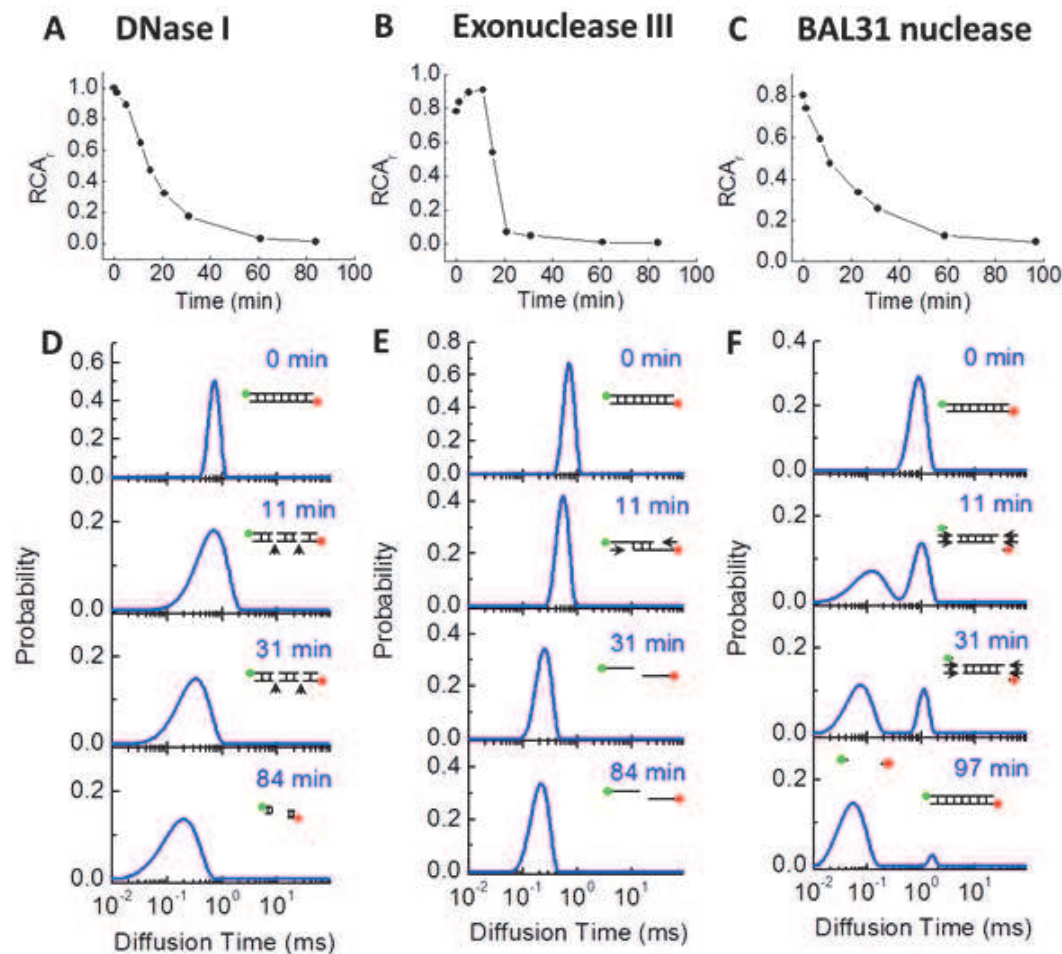 A DNase I
B Exonuclease III
C BAL31 nuclease
RCAr
1.0
0.8
0.6
0.4
0.2
0.0
0 20 40 60 80 100
Time (min)
RCAr
1.0
0.8
0.6
0.4
0.2
0.0
0 20 40 60 80 100
Time (min)
RCAr
0.8
0.6
0.4
0.2
0.0
0 20 40 60 80 100
Time (min)
D
0 min
0.6
0.4
0.2
0.0
11 min
0.2
0.0
31 min
0.2
0.0
84 min
0.2
0.0
Probability
10⁻² 10⁻¹ 10⁰ 10¹
Diffusion Time (ms)
E
0 min
0.8
0.6
0.4
0.2
0.0
11 min
0.4
0.2
0.0
31 min
0.4
0.2
0.0
84 min
0.4
0.2
0.0
Probability
10⁻² 10⁻¹ 10⁰ 10¹
Diffusion Time (ms)
F
0 min
0.4
0.2
0.0
11 min
0.2
0.0
31 min
0.2
0.0
97 min
0.2
0.0
Probability
10⁻² 10⁻¹ 10⁰ 10¹
Diffusion Time (ms)